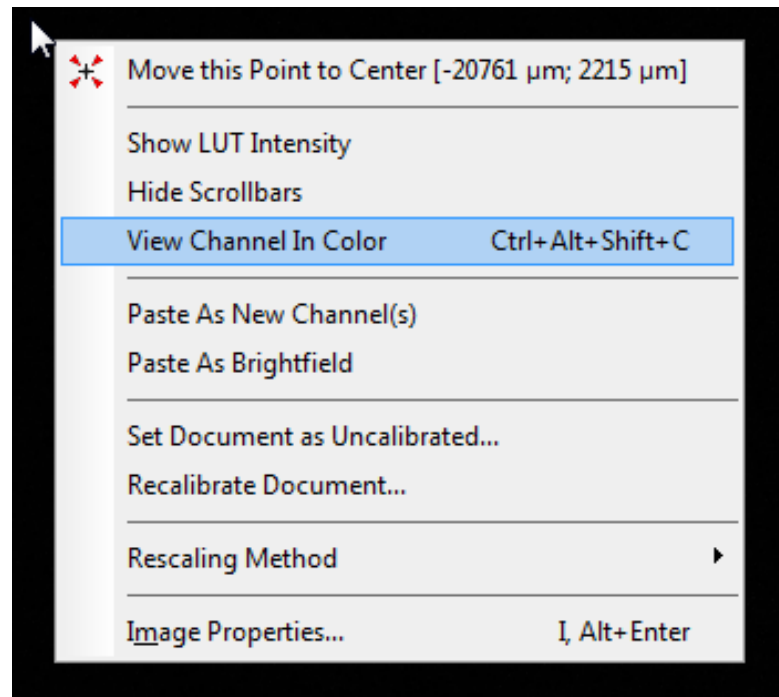 Move this Point to Center [-20761 µm; 2215 µm]
Show LUT Intensity
Hide Scrollbars
View Channel In Color Ctrl+Alt+Shift+C
Paste As New Channel(s)
Paste As Brightfield
Set Document as Uncalibrated...
Recalibrate Document...
Rescaling Method
Image Properties... I, Alt+Enter